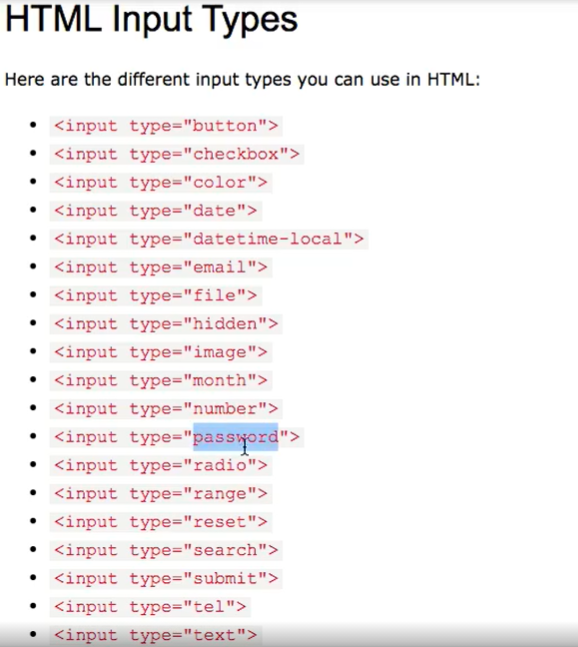 HTML Input Types
Here are the different input types you can use in HTML:
<input type="button">
<input type="checkbox">
<input type="color">
<input type="date">
<input type="datetime-local">
<input type="email">
<input type="file">
<input type="hidden">
<input type="image">
<input type="month">
<input type="number">
<input type="password">
<input type="radio">
<input type="range">
<input type="reset">
<input type="search">
<input type="submit">
<input type="tel">
<input type="text">